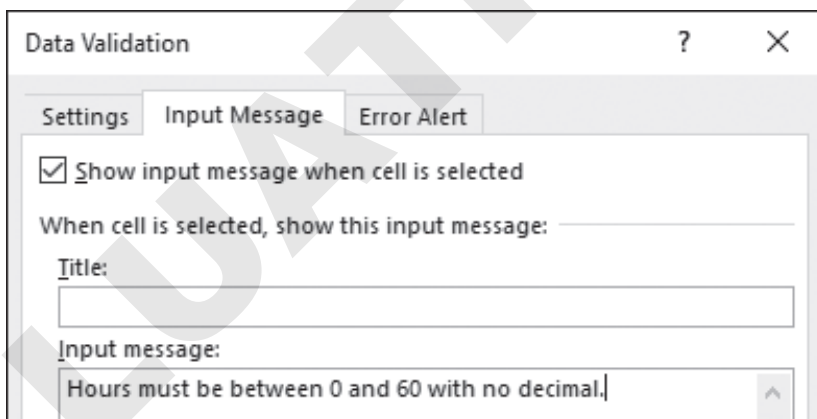 Data Validation ? ×
Settings Input Message Error Alert
Show input message when cell is selected
When cell is selected, show this input message:
Title:
Input message:
Hours must be between 0 and 60 with no decimal.
LUATI